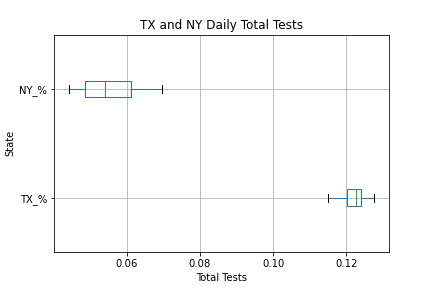 TX and NY Daily Total Tests
NY_%
TX_%
State
0.06 0.08 0.10 0.12
Total Tests